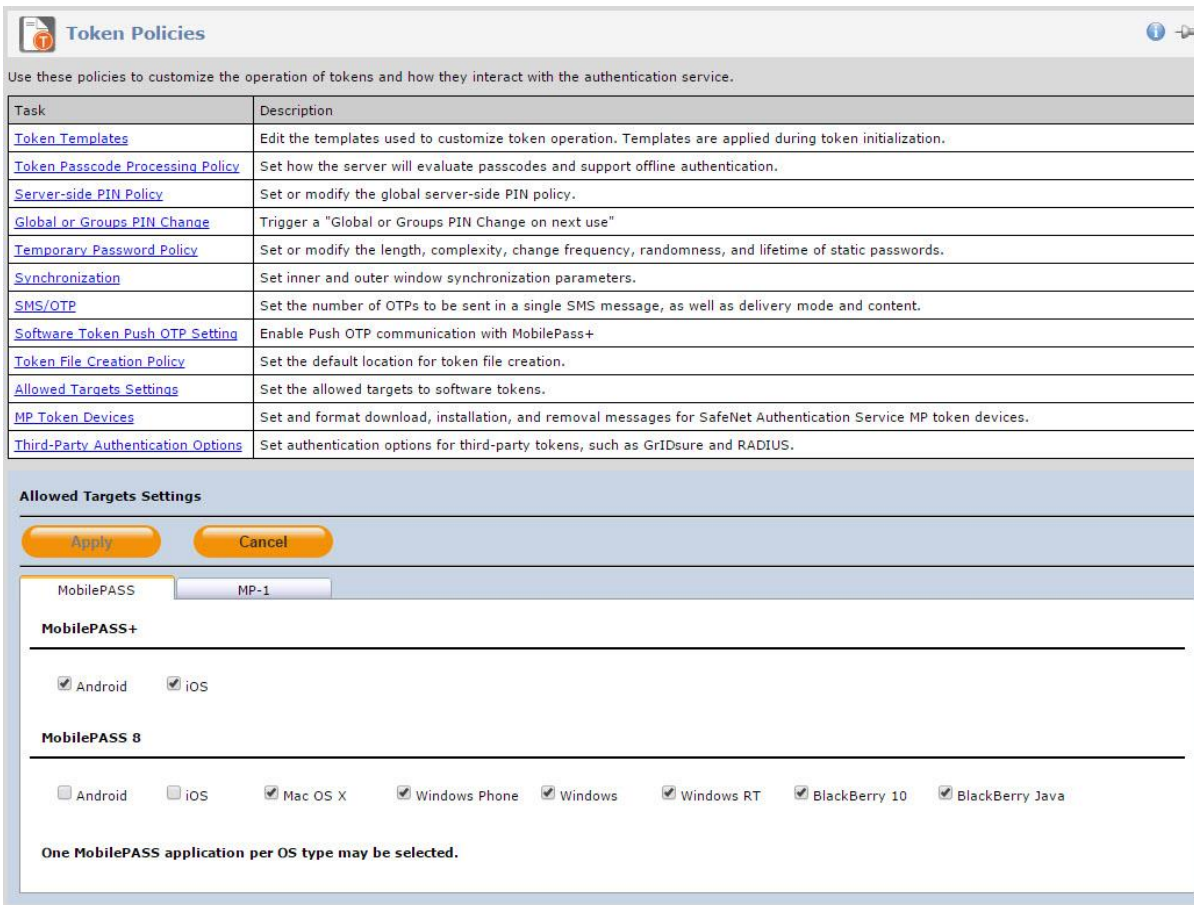 Token Policies
Use these policies to customize the operation of tokens and how they interact with the authentication service.
Task Description
Token Templates Edit the templates used to customize token operation. Templates are applied during token initialization.
Token Passcode Processing Policy Set how the server will evaluate passcodes and support offline authentication.
Server-side PIN Policy Set or modify the global server-side PIN policy.
Global or Groups PIN Change Trigger a "Global or Groups PIN Change on next use"
Temporary Password Policy Set or modify the length, complexity, change frequency, randomness, and lifetime of static passwords.
Synchronization Set inner and outer window synchronization parameters.
SMS/OTP Set the number of OTPs to be sent in a single SMS message, as well as delivery mode and content.
Software Token Push OTP Setting Enable Push OTP communication with MobilePass+
Token File Creation Policy Set the default location for token file creation.
Allowed Targets Settings Set the allowed targets to software tokens.
MP Token Devices Set and format download, installation, and removal messages for SafeNet Authentication Service MP token devices.
Third-Party Authentication Options Set authentication options for third-party tokens, such as GrIDsure and RADIUS.
Allowed Targets Settings
Apply Cancel
MobilePASS MP-1
MobilePASS+
Android iOS
MobilePASS 8
Android iOS Mac OS X Windows Phone Windows Windows RT BlackBerry 10 BlackBerry Java
One MobilePASS application per OS type may be selected.